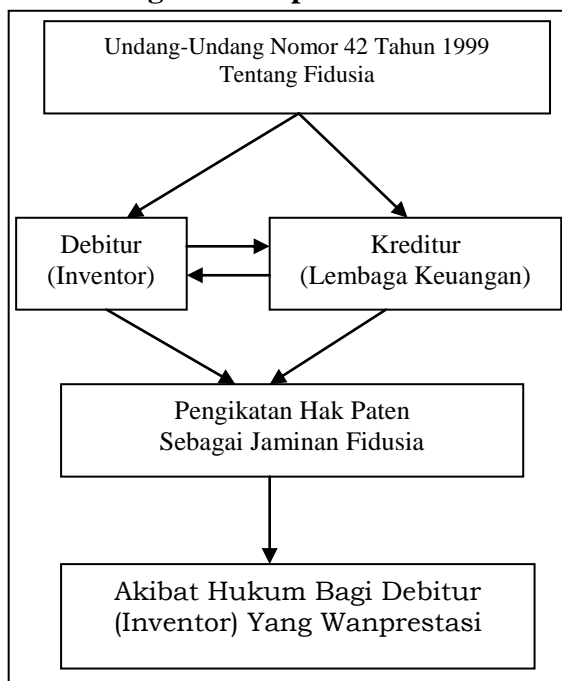 Undang-Undang Nomor 42 Tahun 1999
Tentang Fidusia
Debitur
(Inventor)
Kreditur
(Lembaga Keuangan)
Pengikatan Hak Paten
Sebagai Jaminan Fidusia
Akibat Hukum Bagi Debitur
(Inventor) Yang Wanprestasi